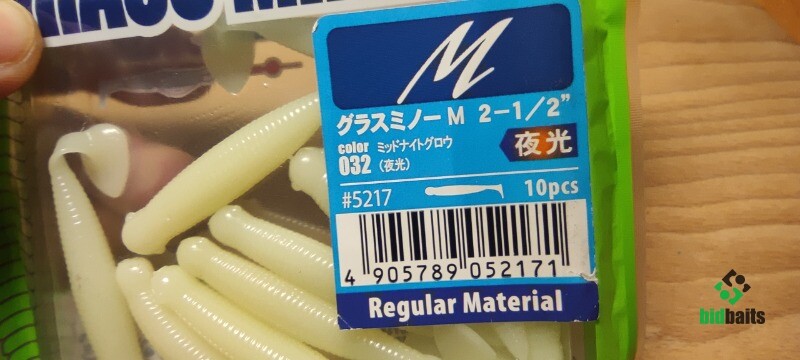 M
グラスミノーM 2-1/2"
color ミッドナイトグロウ
032 (夜光)
夜光
#5217
10pcs
4 905789 052171
Regular Material
bidbaits